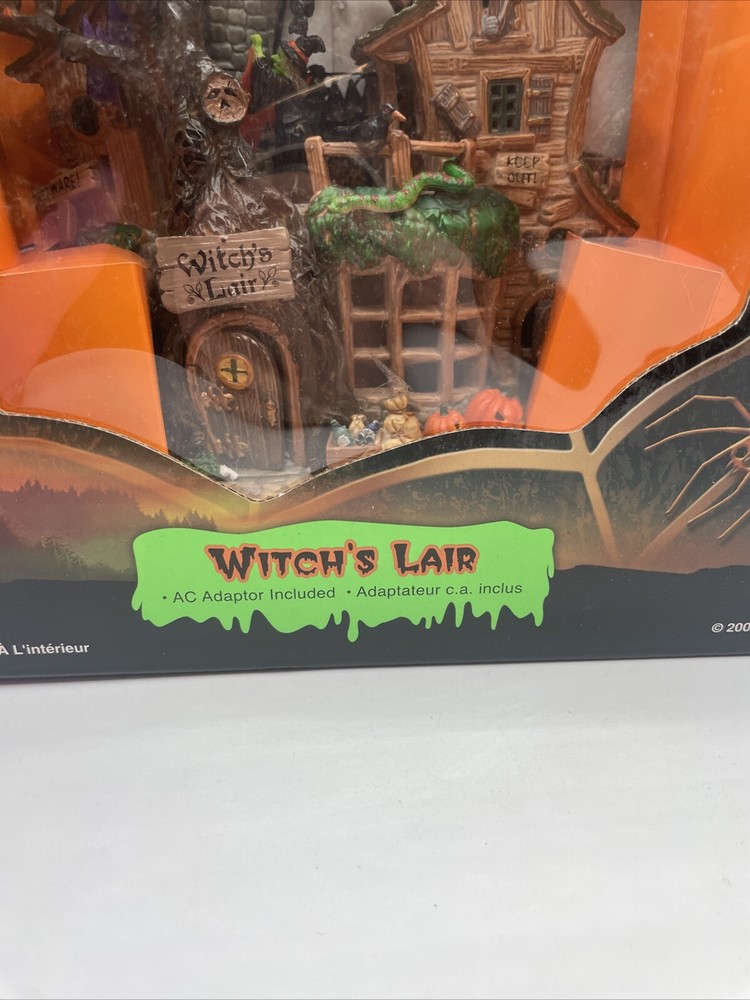 KEEP
OUT!
Witch's
Lair
WITCH'S LAIR
• AC Adaptor Included • Adaptateur c.a. inclus
À L'intérieur
© 200